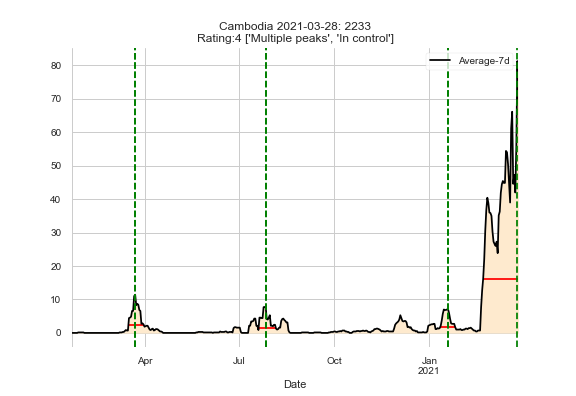 Cambodia 2021-03-28: 2233
Rating:4 ['Multiple peaks', 'In control']
Average-7d
80
70
60
50
40
30
20
10
0
Apr
Jul
Oct
Jan
2021
Date